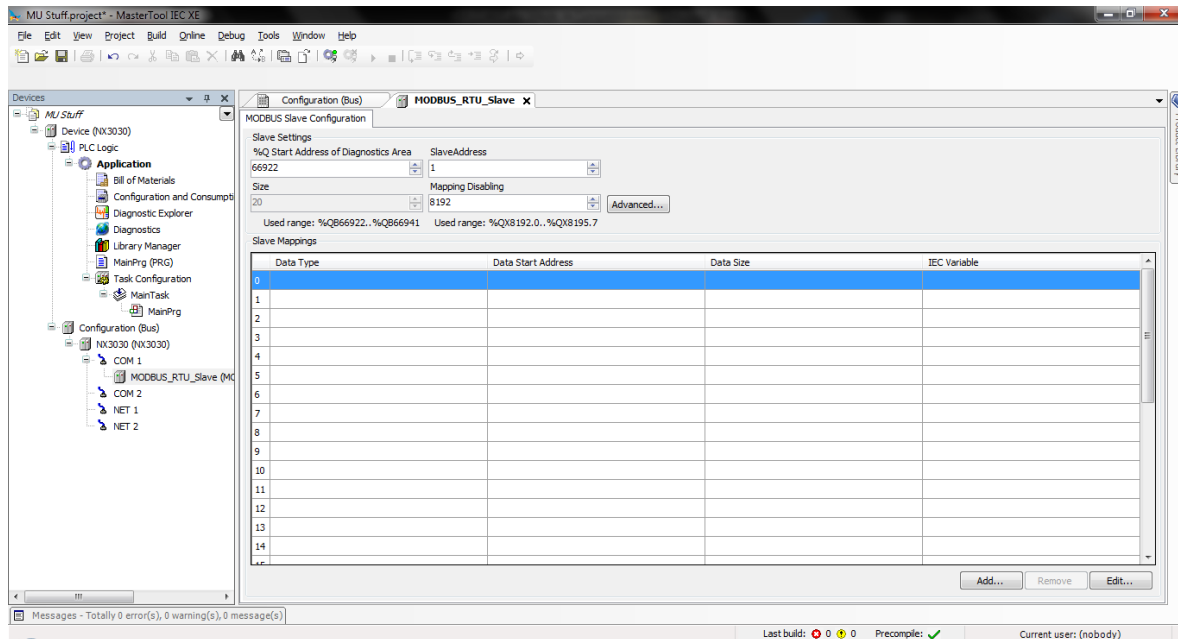 MU Stuff.project* - MasterTool IEC XE
File Edit View Project Build Online Debug Tools Window Help
Devices
MU Stuff
Device (NX3030)
PLC Logic
Application
Bill of Materials
Configuration and Consumpti
Diagnostic Explorer
Diagnostics
Library Manager
MainPrg (PRG)
Task Configuration
MainTask
MainPrg
Configuration (Bus)
NX3030 (NX3030)
COM 1
MODBUS_RTU_Slave (MO
COM 2
NET 1
NET 2
Configuration (Bus) MODBUS_RTU_Slave
MODBUS Slave Configuration
Slave Settings
%Q Start Address of Diagnostics Area SlaveAddress
66922 1
Size Mapping Disabling
20 8192 Advanced...
Used range: %QB66922..%QB66941 Used range: %QX8192.0..%QX8195.7
Slave Mappings
Data Type Data Start Address Data Size IEC Variable
0
1
2
3
4
5
6
7
8
9
10
11
12
13
14
Add... Remove Edit...
Messages - Totally 0 error(s), 0 warning(s), 0 message(s)
Last build: 0 0 Precompile: Current user: (nobody)